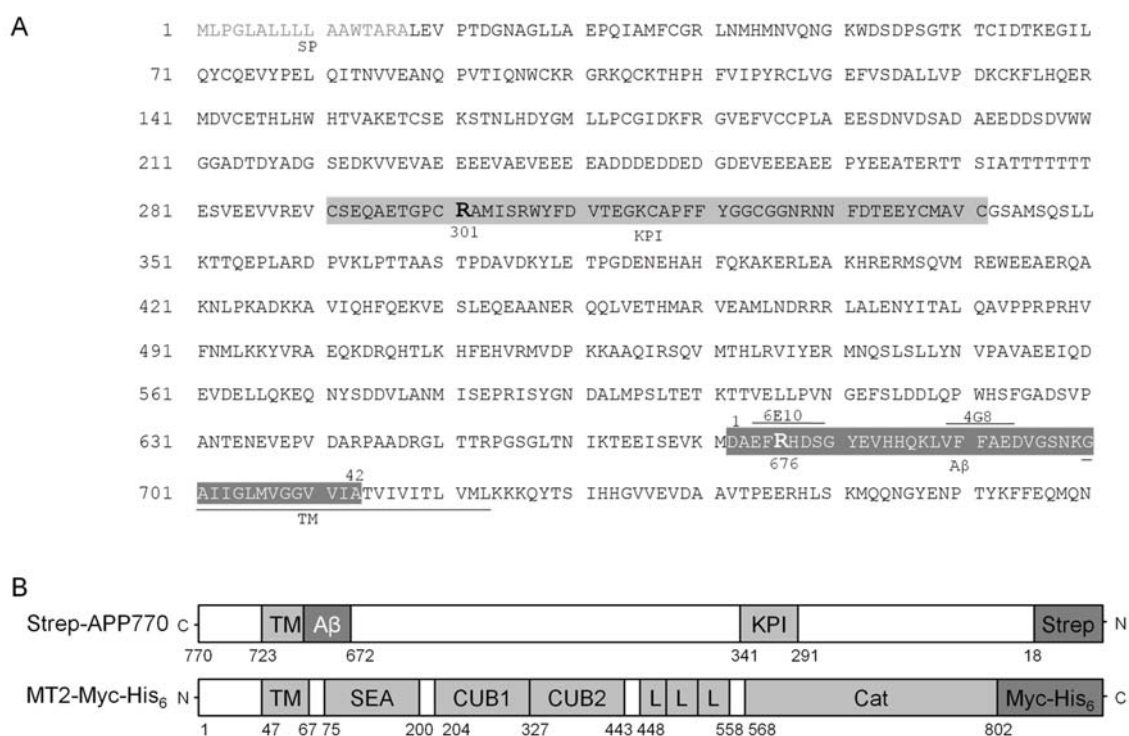 A
1 MLPGLALLLL AAWTARALEV PTDGNAGLLA EPQIAMFCGR LNMHMNVQNG KWDSDPSGTK TCIDTKEGIL
SP
71 QYCQEVYPEL QITNVVEANQ PVTIQNWCKR GRKQCKTHPH FVIPYRCLVG EFVSDALLVP DKCKFLHQER
141 MDVCETHLHW HTVAKETCSE KSTNLHDYGM LLPCGIDKFR GVEFVCCPLA EESDNVDSAD AEEDDSDVWW
211 GGADTDYADG SEDKVVEVAE EEEVAEVEEE EADDDEDDED GDEVEEEAEE PYEEATERTT SIATTTTTTT
281 ESVEEVVREV CSEQAETGPC RAMISRWYFD VTEGKCAPFF YGGCGGNRNN FDTEEYCMAV CGSAMSQSLL
301 KPI
351 KTTQEPLARD PVKLPTTAAS TPDAVDKYLE TPGDENEHAH FQKAKERLEA KHRERMSQVM REWEEAERQA
421 KNLPKADKKA VIQHFQEKVE SLEQEAANER QQLVETHMAR VEAMLNDRRR LALENYITAL QAVPPRPRHV
491 FNMLKKYVRA EQKDRQHTLK HFEHVRMVDP KKAAQIRSQV MTHLRVIYER MNQSLSLLYN VPAVAEEIQD
561 EVDELLQKEQ NYSDDVLANM ISEPRISYGN DALMPSLTET KTTVELLPVN GEFSLDDLQP WHSFGADSVP
1 6E10 4G8
631 ANTENEVEPV DARPAADRGL TTRPGSGLTN IKTEEISEVK MDAEFRHDSG YEVHHQKLVF FAEDVGSNKG
676 Aβ
42
701 AIIGLMVGGV VIATVIVITL VMLKKKQYTS IHHGVVEVDA AVTPEERHLS KMQQNGYENP TYKFFEQMQN
TM
B
Strep-APP770 C TM Aβ KPI Strep N
770 723 672 341 291 18
MT2-Myc-His6 N TM SEA CUB1 CUB2 L L L Cat Myc-His6 C
1 47 67 75 200 204 327 443 448 558 568 802